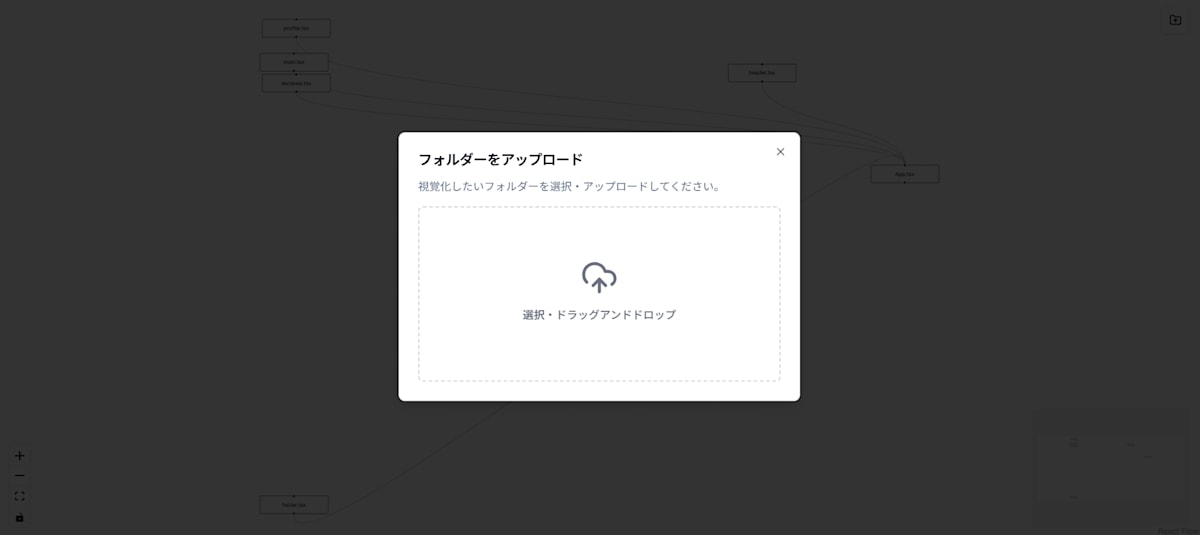 profile.tsx
main.tsx
header.tsx
フォルダーをアップロード
視覚化したいフォルダーを選択・アップロードしてください。
App.tsx
選択・ドラッグアンドドロップ
footer.tsx
React Flow